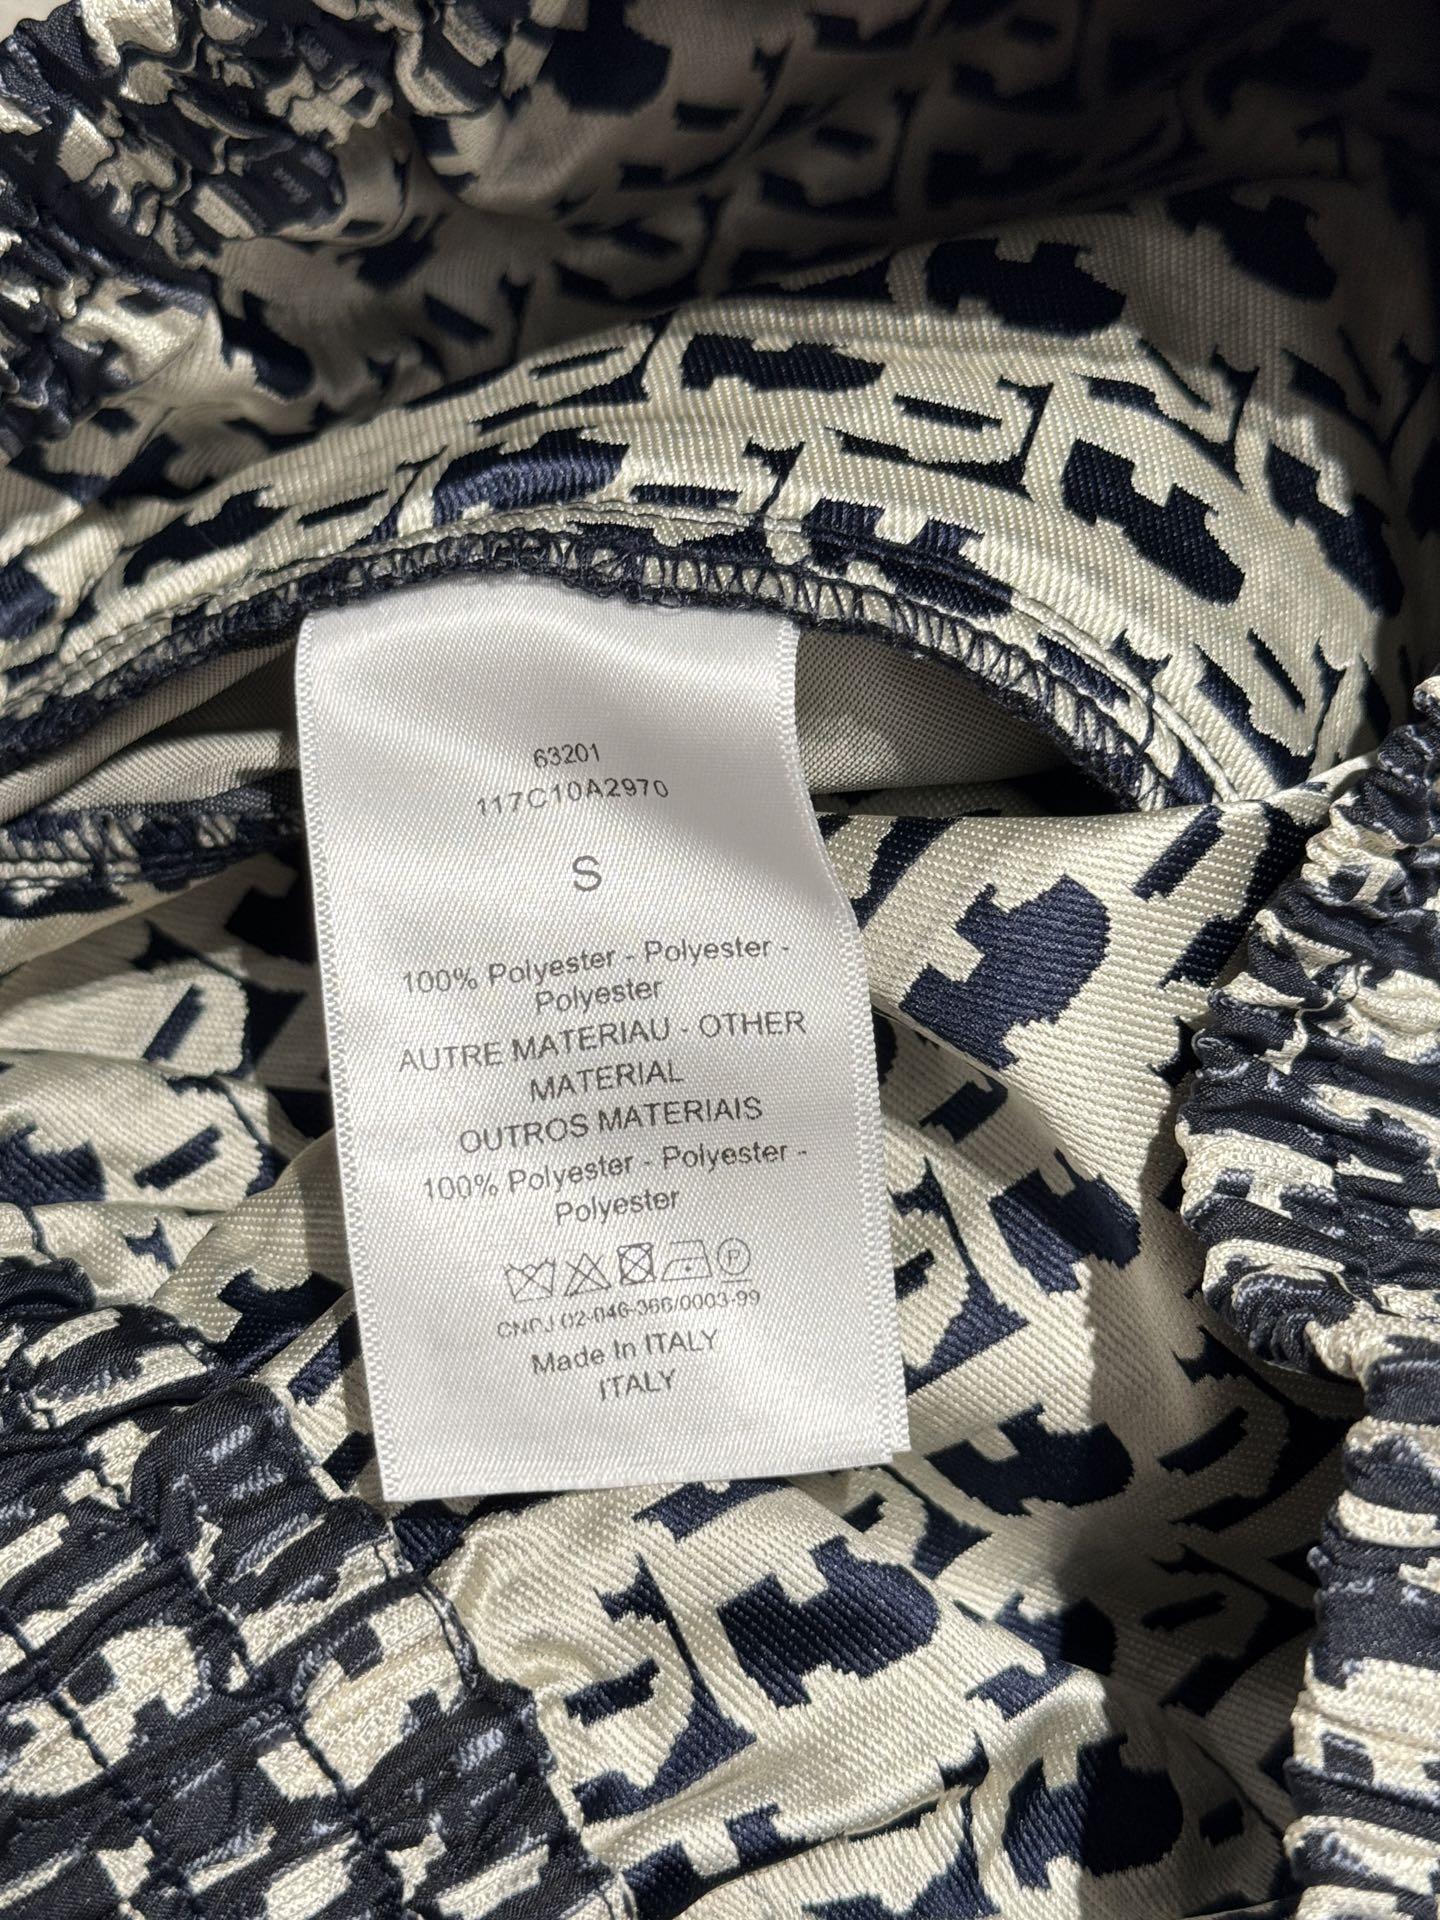 63201
117C10A2970
S
100% Polyester - Polyester -
Polyester
AUTRE MATERIAU - OTHER
MATERIAL
OUTROS MATERIAIS
100% Polyester - Polyester -
Polyester
P
CNPJ 02-046-366/0003-99
Made In ITALY
ITALY